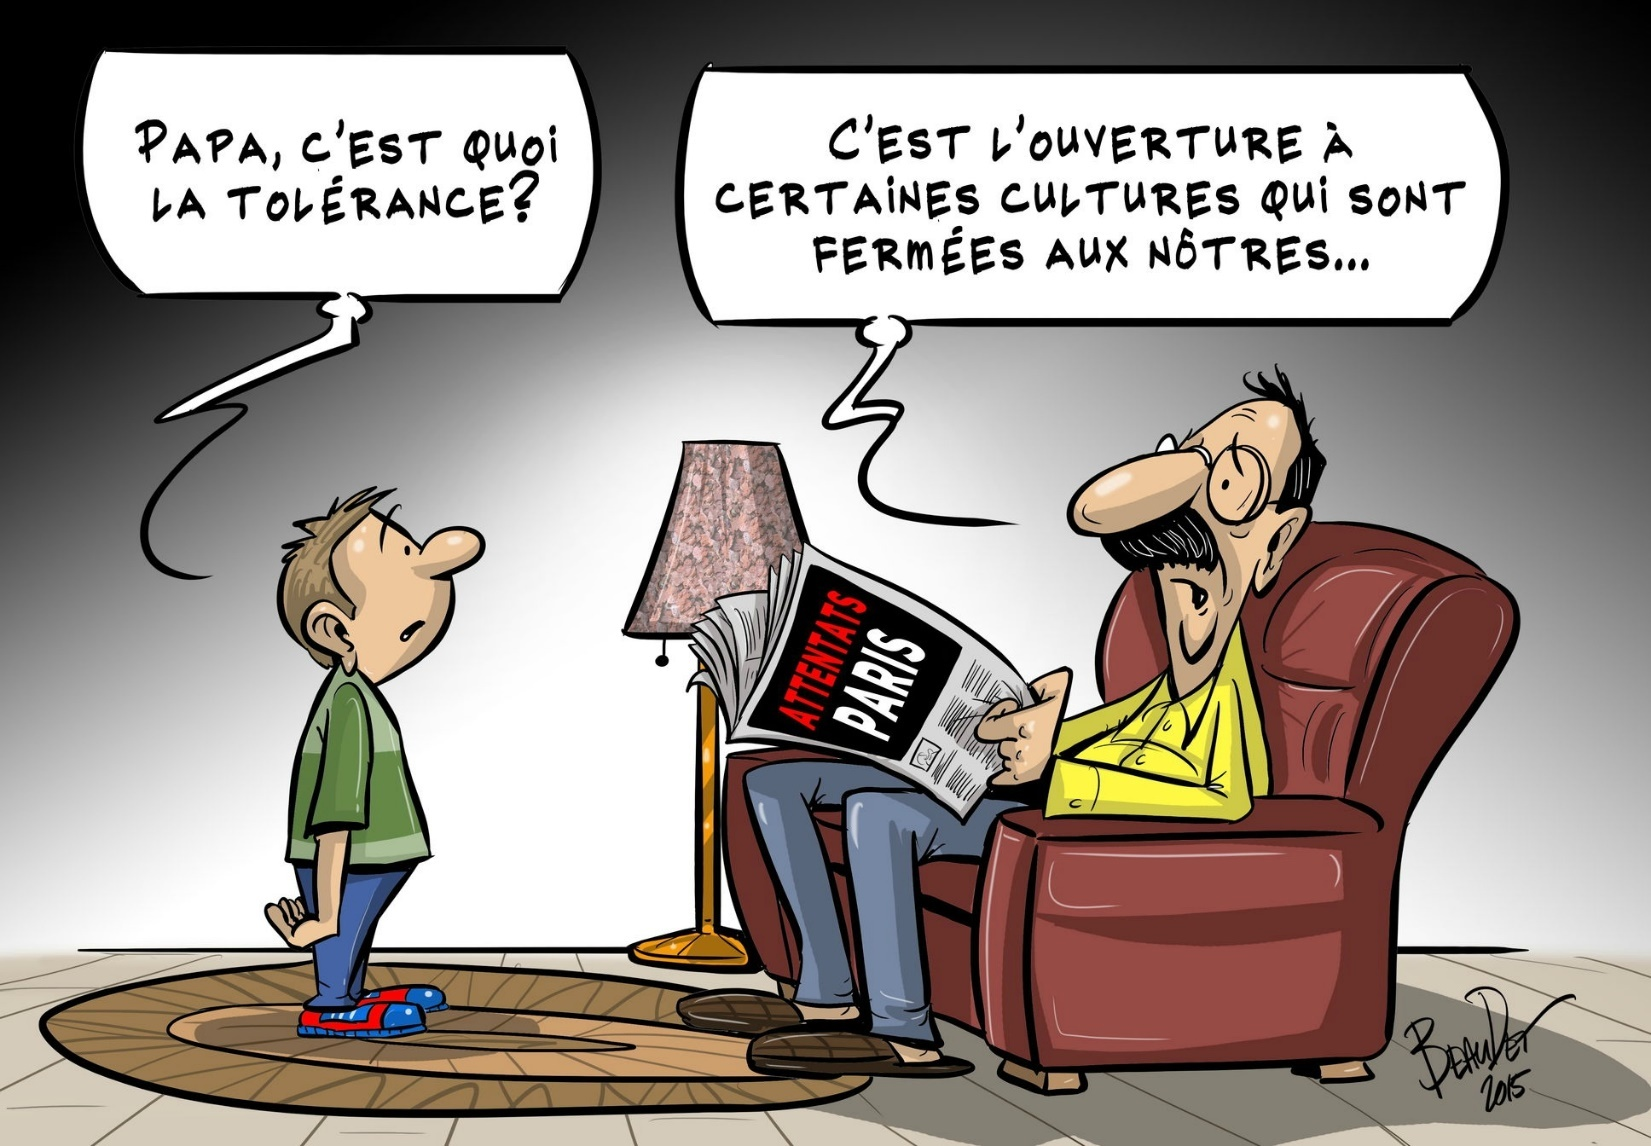 PAPA, C'EST QUOI
LA TOLÉRANCE?
C'EST L'OUVERTURE À
CERTAINES CULTURES QUI SONT
FERMÉES AUX NÔTRES...
ATTENTATS
PARIS
BEAUDET
2015